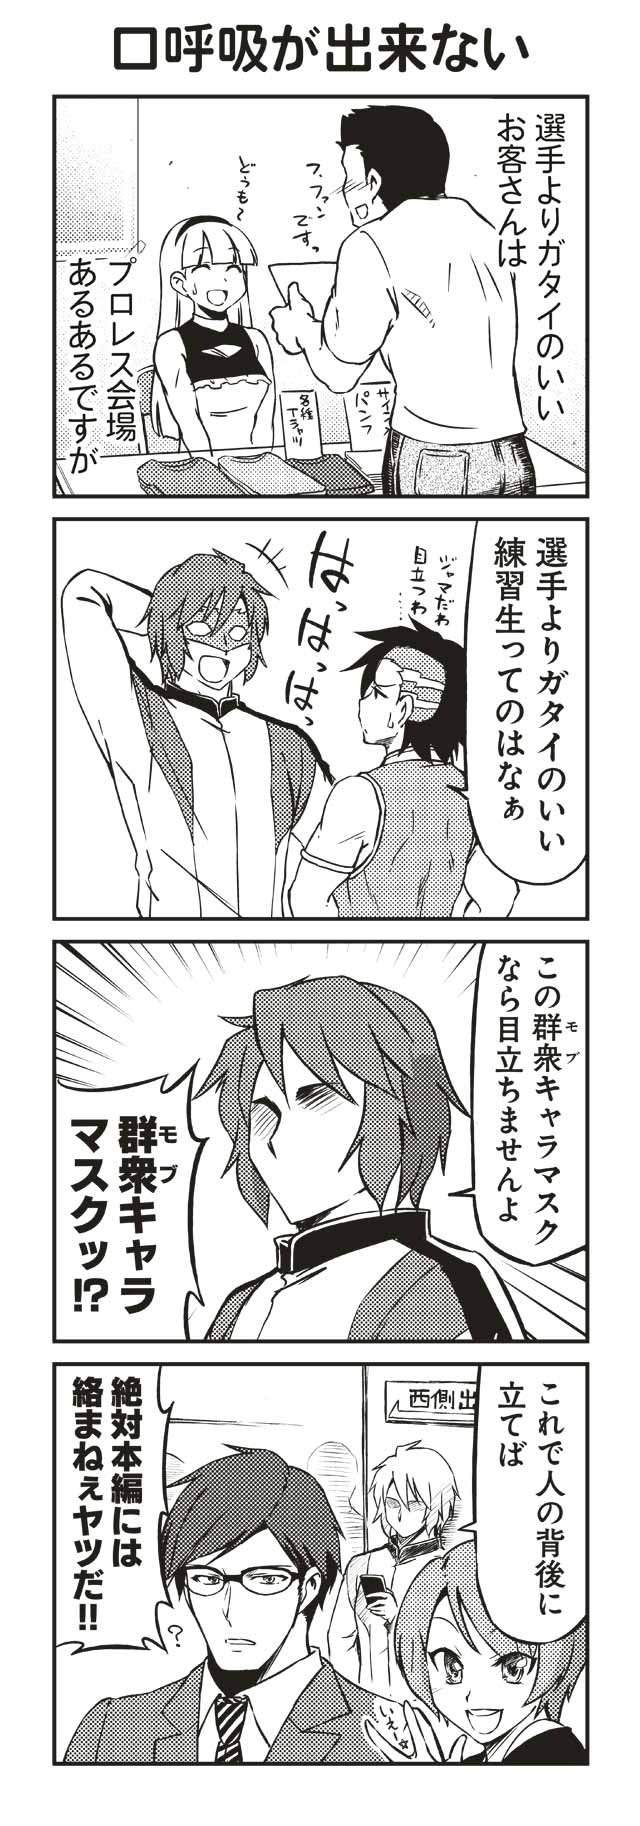 口呼吸が出来ない
選手よりガタイのいい
お客さんは
フ、ファン
ですっ
どうも〜
プロレス会場
あるあるですが
各種
Tシャツ
パンフ
選手よりガタイのいい
練習生ってのはなぁ
ジャマだわ
目立つわ
……
はっはっはっ
この群衆キャラマスク
モブ
なら目立ちませんよ
群衆キャラ
モブ
マスクッ!?
これで人の背後に
立てば
西側出
いえー☆
?
絶対本編には
絡まねぇヤツだ!!